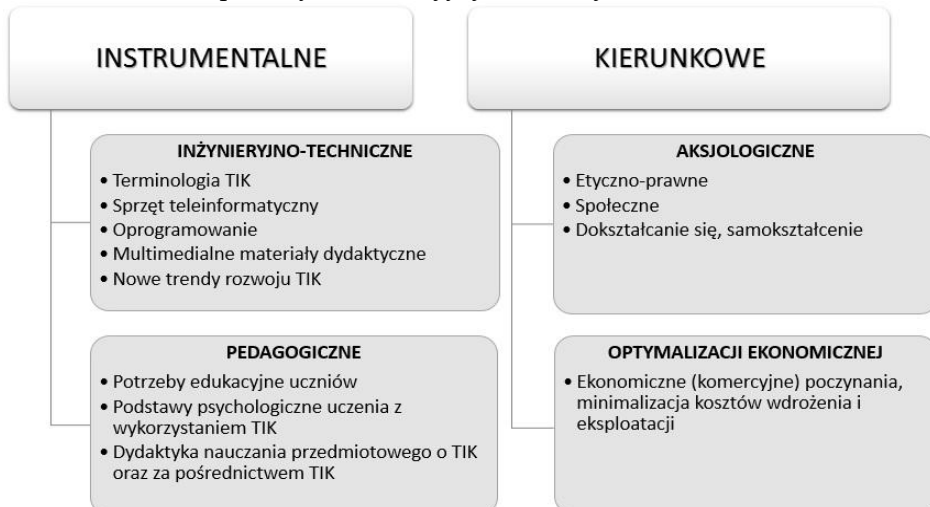 INSTRUMENTALNE
INŻYNIERYJNO-TECHNICZNE
• Terminologia TIK
• Sprzęt teleinformatyczny
• Oprogramowanie
• Multimedialne materiały dydaktyczne
• Nowe trendy rozwoju TIK
PEDAGOGICZNE
• Potrzeby edukacyjne uczniów
• Podstawy psychologiczne uczenia z
wykorzystaniem TIK
• Dydaktyka nauczania przedmiotowego o TIK
oraz za pośrednictwem TIK
KIERUNKOWE
AKSJOLOGICZNE
• Etyczno-prawne
• Społeczne
• Dokształcanie się, samokształcenie
OPTYMALIZACJI EKONOMICZNEJ
• Ekonomiczne (komercyjne) poczynania,
minimalizacja kosztów wdrożenia i
eksploatacji